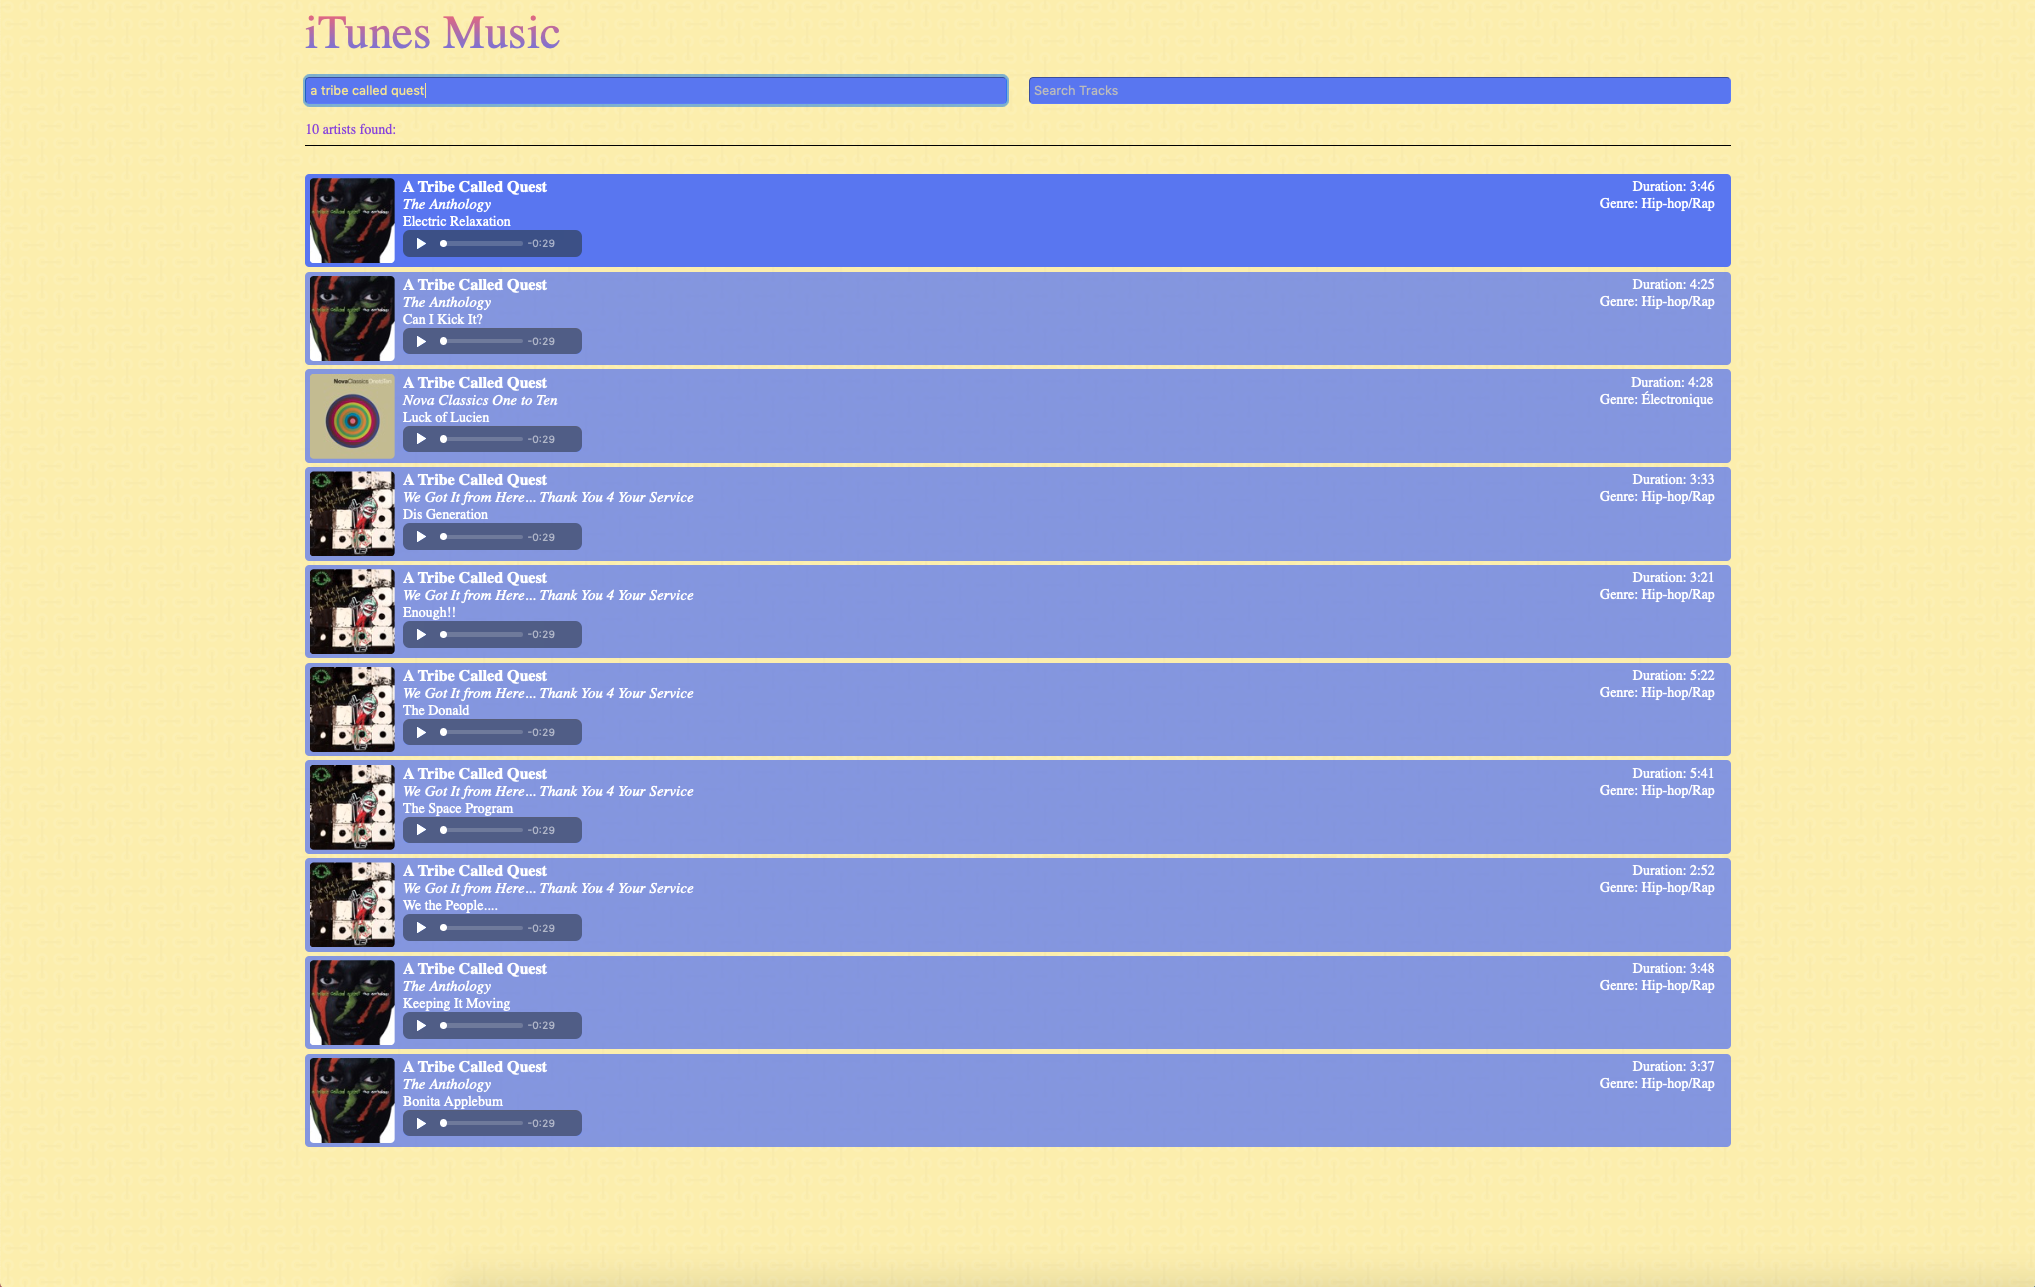 iTunes Music
a tribe called quest
Search Tracks
10 artists found:
A Tribe Called Quest
The Anthology
Electric Relaxation
-0:29
Duration: 3:46
Genre: Hip-hop/Rap
A Tribe Called Quest
The Anthology
Can I Kick It?
-0:29
Duration: 4:25
Genre: Hip-hop/Rap
NovaClassics
A Tribe Called Quest
Nova Classics One to Ten
Luck of Lucien
-0:29
Duration: 4:28
Genre: Électronique
A Tribe Called Quest
We Got It from Here... Thank You 4 Your Service
Dis Generation
-0:29
Duration: 3:33
Genre: Hip-hop/Rap
A Tribe Called Quest
We Got It from Here... Thank You 4 Your Service
Enough!!
-0:29
Duration: 3:21
Genre: Hip-hop/Rap
A Tribe Called Quest
We Got It from Here... Thank You 4 Your Service
The Donald
-0:29
Duration: 5:22
Genre: Hip-hop/Rap
A Tribe Called Quest
We Got It from Here... Thank You 4 Your Service
The Space Program
-0:29
Duration: 5:41
Genre: Hip-hop/Rap
A Tribe Called Quest
We Got It from Here... Thank You 4 Your Service
We the People....
-0:29
Duration: 2:52
Genre: Hip-hop/Rap
A Tribe Called Quest
The Anthology
Keeping It Moving
-0:29
Duration: 3:48
Genre: Hip-hop/Rap
A Tribe Called Quest
The Anthology
Bonita Applebum
-0:29
Duration: 3:37
Genre: Hip-hop/Rap